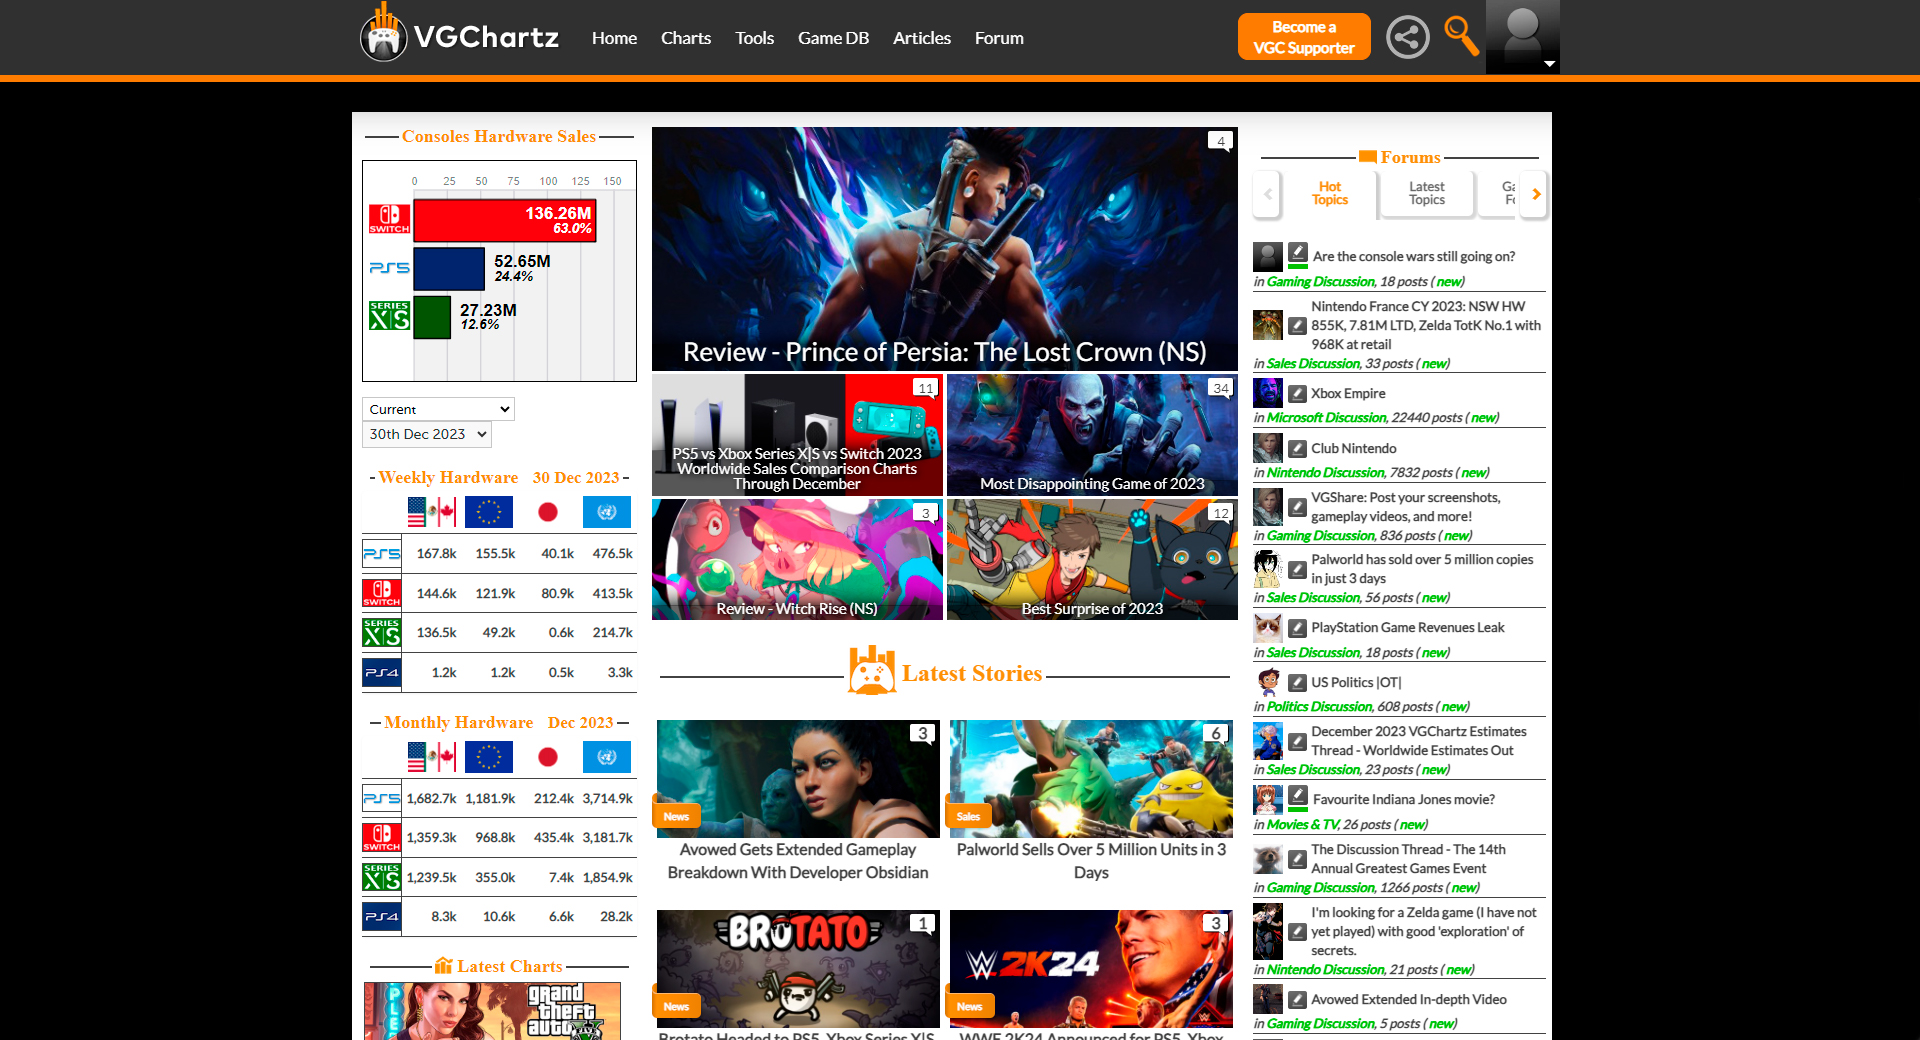 VGChartz
Home
Charts
Tools
Game DB
Articles
Forum
Become a
VGC Supporter
Consoles Hardware Sales
0 25 50 75 100 125 150
SWITCH
136.26M
63.0%
PS5
52.65M
24.4%
SERIES
X|S
27.23M
12.6%
Current
30th Dec 2023
Weekly Hardware 30 Dec 2023
PS5 167.8k 155.5k 40.1k 476.5k
SWITCH 144.6k 121.9k 80.9k 413.5k
SERIES X|S 136.5k 49.2k 0.6k 214.7k
PS4 1.2k 1.2k 0.5k 3.3k
Monthly Hardware Dec 2023
PS5 1,682.7k 1,181.9k 212.4k 3,714.9k
SWITCH 1,359.3k 968.8k 435.4k 3,181.7k
SERIES X|S 1,239.5k 355.0k 7.4k 1,854.9k
PS4 8.3k 10.6k 6.6k 28.2k
Latest Charts
grand
theft
auto
FIVE
4
Review - Prince of Persia: The Lost Crown (NS)
11
PS5 vs Xbox Series X|S vs Switch 2023
Worldwide Sales Comparison Charts
Through December
34
Most Disappointing Game of 2023
3
Review - Witch Rise (NS)
12
Best Surprise of 2023
Latest Stories
3
News
Avowed Gets Extended Gameplay
Breakdown With Developer Obsidian
6
Sales
Palworld Sells Over 5 Million Units in 3
Days
BROTATO
1
News
Brotato Headed to PS5, Xbox Series X|S
3
W 2K24
News
WWE 2K24 Announced for PS5, Xbox
Forums
Hot
Topics
Latest
Topics
Are the console wars still going on?
in Gaming Discussion, 18 posts ( new)
Nintendo France CY 2023: NSW HW
855K, 7.81M LTD, Zelda TotK No.1 with
968K at retail
in Sales Discussion, 33 posts ( new)
Xbox Empire
in Microsoft Discussion, 22440 posts ( new)
Club Nintendo
in Nintendo Discussion, 7832 posts ( new)
VGShare: Post your screenshots,
gameplay videos, and more!
in Gaming Discussion, 836 posts ( new)
Palworld has sold over 5 million copies
in just 3 days
in Sales Discussion, 56 posts ( new)
PlayStation Game Revenues Leak
in Sales Discussion, 18 posts ( new)
US Politics |OT|
in Politics Discussion, 608 posts ( new)
December 2023 VGChartz Estimates
Thread - Worldwide Estimates Out
in Sales Discussion, 23 posts ( new)
Favourite Indiana Jones movie?
in Movies & TV, 26 posts ( new)
The Discussion Thread - The 14th
Annual Greatest Games Event
in Gaming Discussion, 1266 posts ( new)
I'm looking for a Zelda game (I have not
yet played) with good 'exploration' of
secrets.
in Nintendo Discussion, 21 posts ( new)
Avowed Extended In-depth Video
in Gaming Discussion, 5 posts ( new)